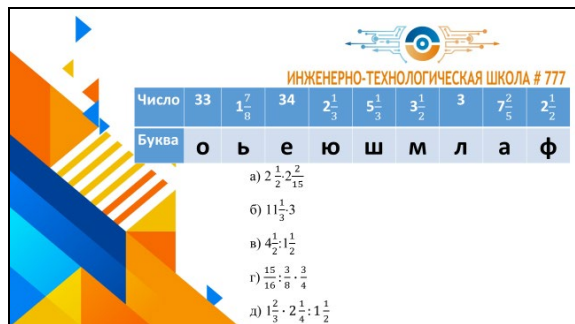 ИНЖЕНЕРНО-ТЕХНОЛОГИЧЕСКАЯ ШКОЛА # 777
Число 33 1 7/8 34 2 1/3 5 1/3 3 1/2 3 7 2/5 2 1/2
Буква о ь е ю ш м л а ф
а) 2 1/2·2 2/15
б) 11 1/3·3
в) 4 1/2:1 1/2
г) 15/16 : 3/8 · 3/4
д) 1 2/3 · 2 1/4 : 1 1/2